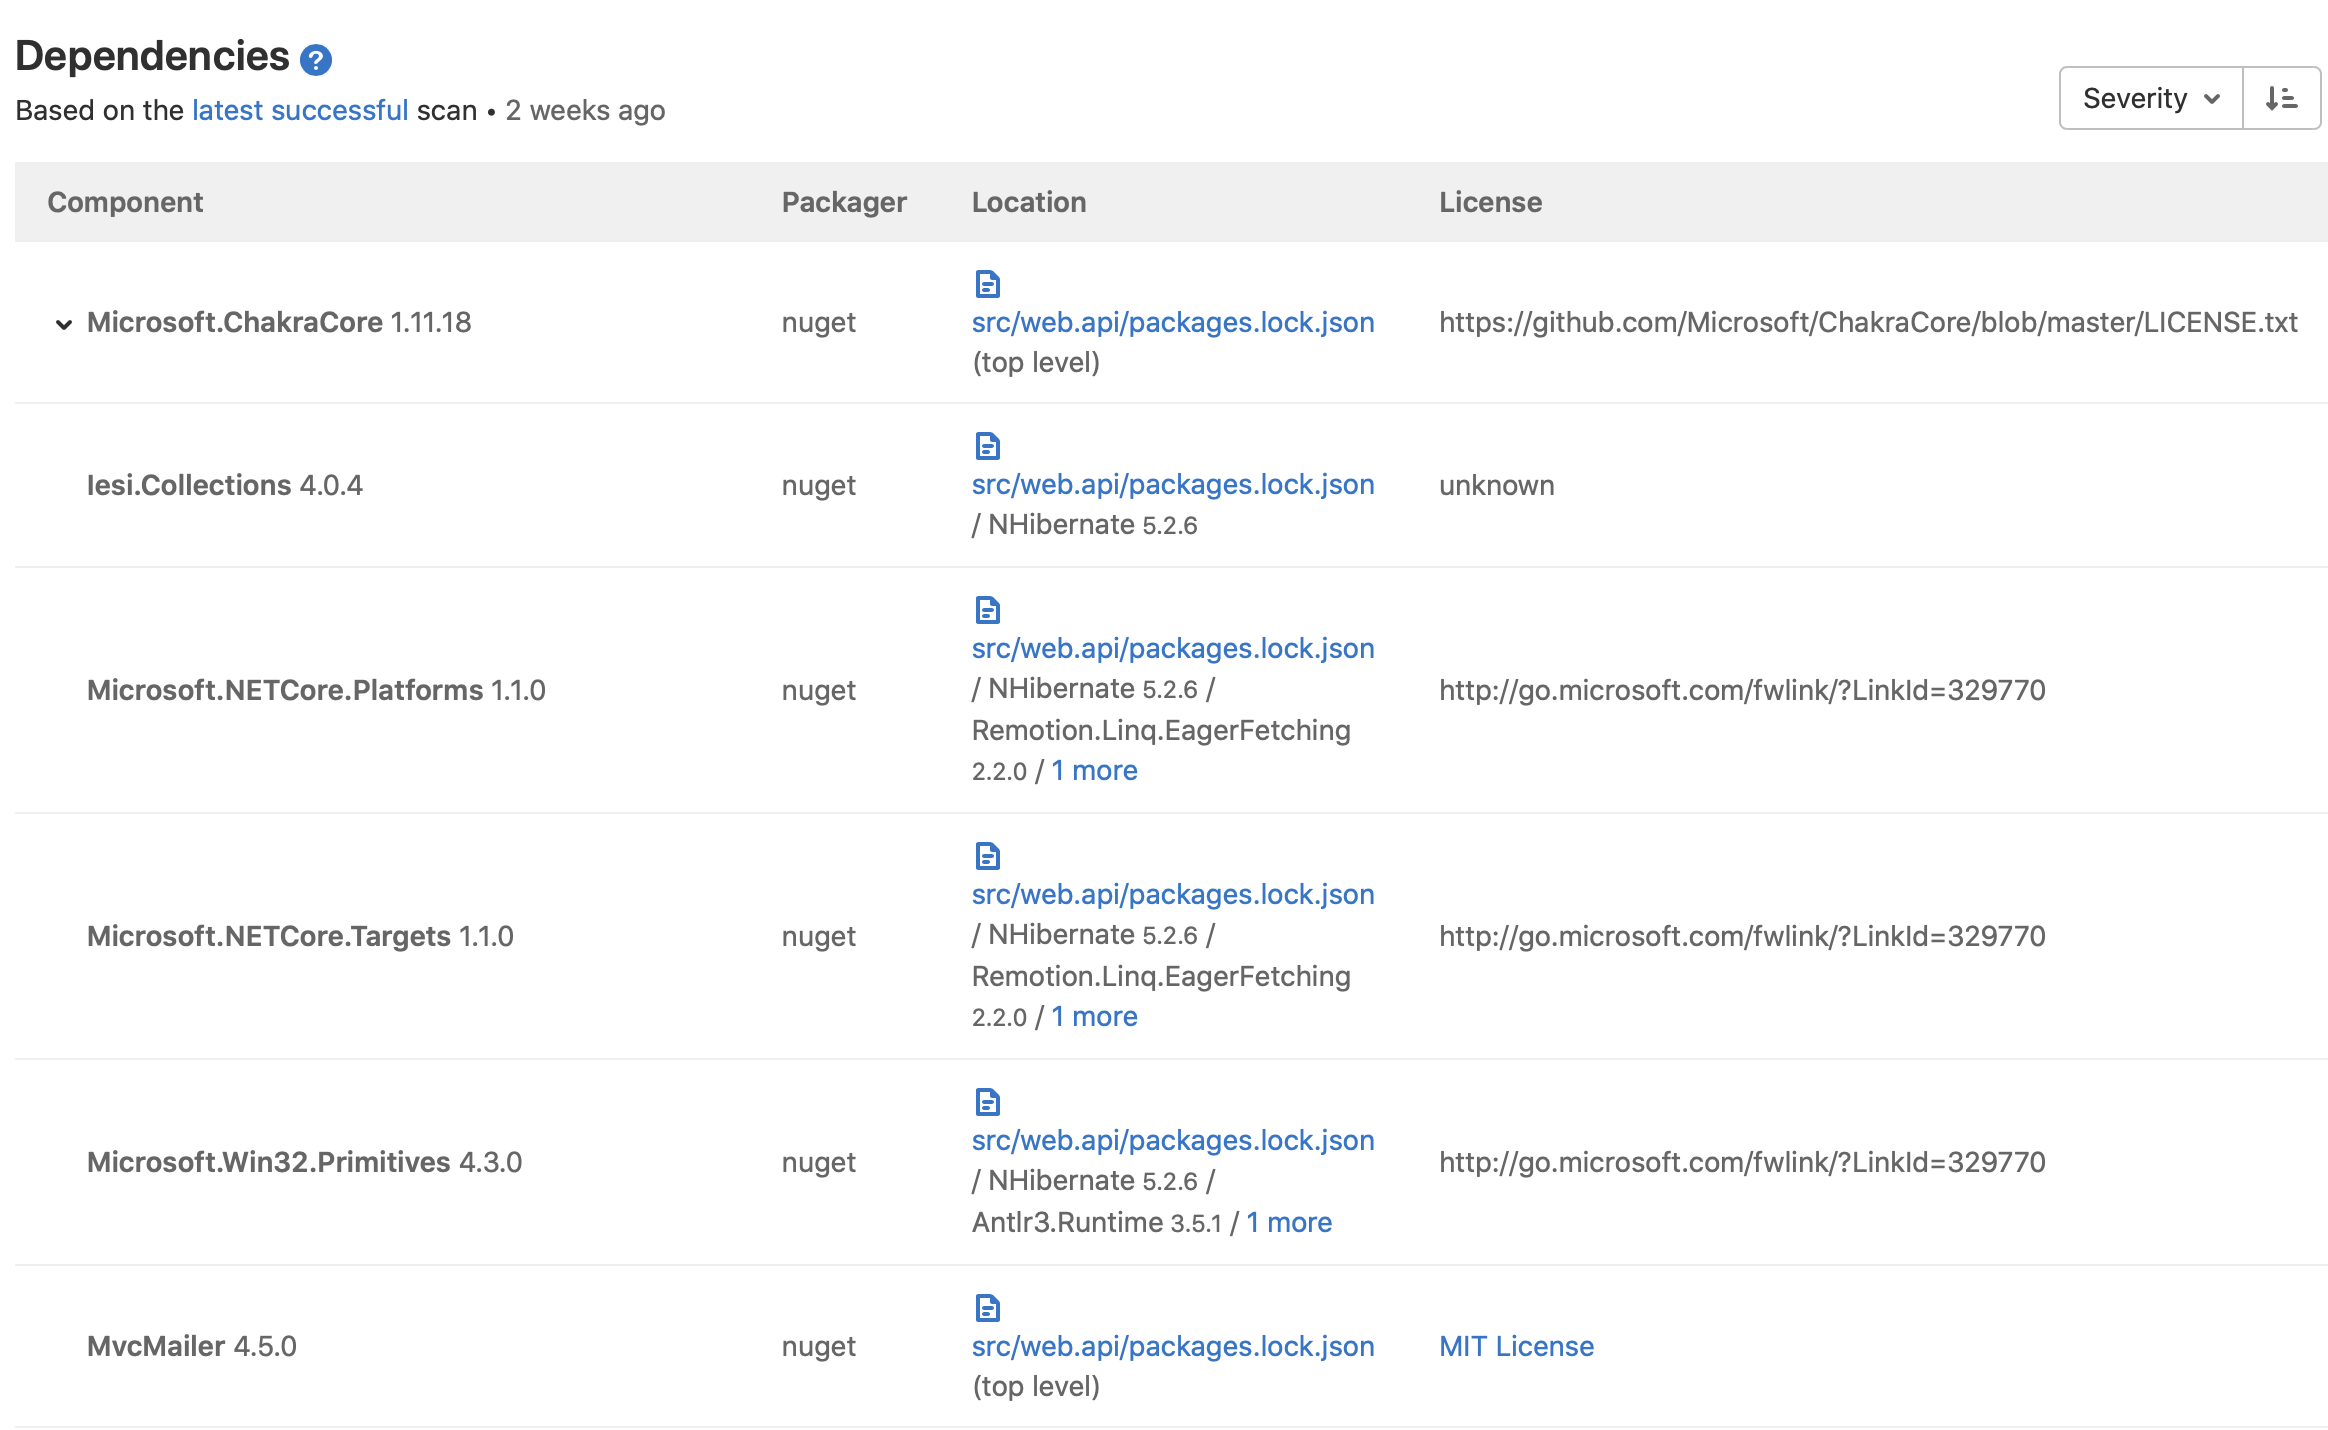 Dependencies ?
Based on the latest successful scan • 2 weeks ago
Severity
Component Packager Location License
Microsoft.ChakraCore 1.11.18 nuget src/web.api/packages.lock.json https://github.com/Microsoft/ChakraCore/blob/master/LICENSE.txt
(top level)
Iesi.Collections 4.0.4 nuget src/web.api/packages.lock.json unknown
/ NHibernate 5.2.6
src/web.api/packages.lock.json
Microsoft.NETCore.Platforms 1.1.0 nuget / NHibernate 5.2.6 / http://go.microsoft.com/fwlink/?LinkId=329770
Remotion.Linq.EagerFetching
2.2.0 / 1 more
src/web.api/packages.lock.json
Microsoft.NETCore.Targets 1.1.0 nuget / NHibernate 5.2.6 / http://go.microsoft.com/fwlink/?LinkId=329770
Remotion.Linq.EagerFetching
2.2.0 / 1 more
src/web.api/packages.lock.json
Microsoft.Win32.Primitives 4.3.0 nuget / NHibernate 5.2.6 / http://go.microsoft.com/fwlink/?LinkId=329770
Antlr3.Runtime 3.5.1 / 1 more
MvcMailer 4.5.0 nuget src/web.api/packages.lock.json MIT License
(top level)